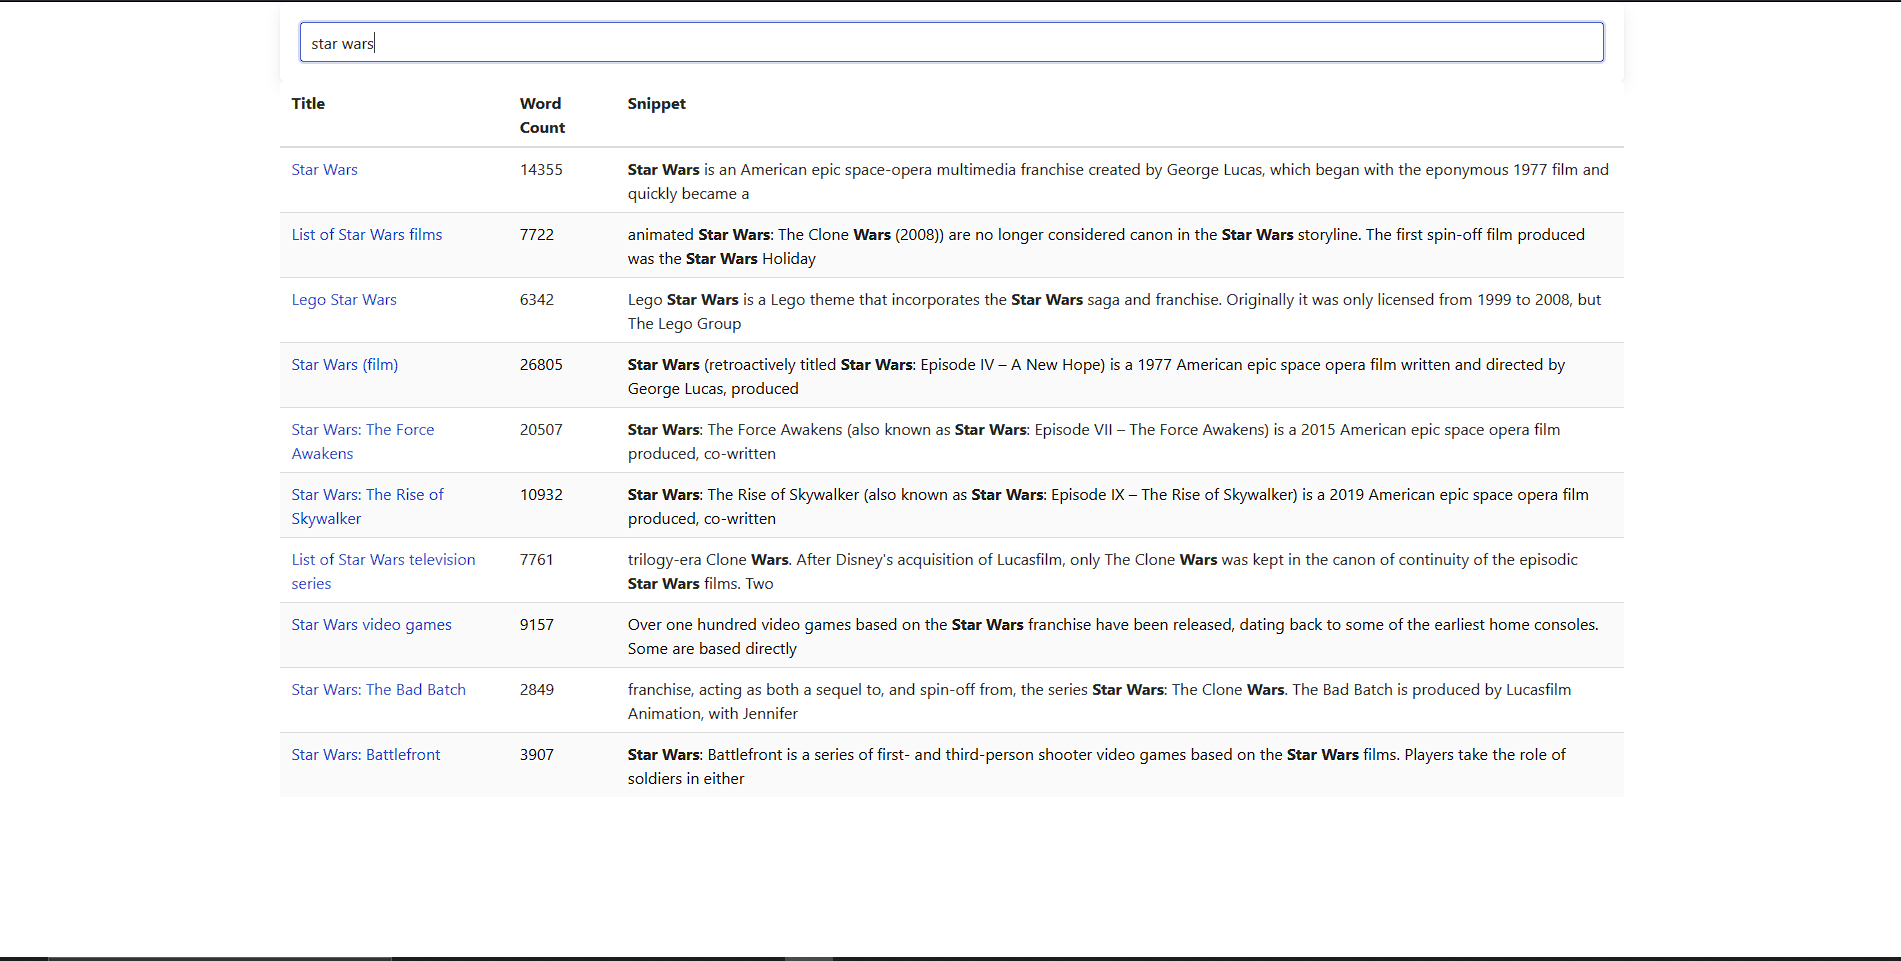 star wars
Title Word Count Snippet
Star Wars 14355 Star Wars is an American epic space-opera multimedia franchise created by George Lucas, which began with the eponymous 1977 film and
quickly became a
List of Star Wars films 7722 animated Star Wars: The Clone Wars (2008)) are no longer considered canon in the Star Wars storyline. The first spin-off film produced
was the Star Wars Holiday
Lego Star Wars 6342 Lego Star Wars is a Lego theme that incorporates the Star Wars saga and franchise. Originally it was only licensed from 1999 to 2008, but
The Lego Group
Star Wars (film) 26805 Star Wars (retroactively titled Star Wars: Episode IV – A New Hope) is a 1977 American epic space opera film written and directed by
George Lucas, produced
Star Wars: The Force Awakens 20507 Star Wars: The Force Awakens (also known as Star Wars: Episode VII – The Force Awakens) is a 2015 American epic space opera film
produced, co-written
Star Wars: The Rise of Skywalker 10932 Star Wars: The Rise of Skywalker (also known as Star Wars: Episode IX – The Rise of Skywalker) is a 2019 American epic space opera film
produced, co-written
List of Star Wars television series 7761 trilogy-era Clone Wars. After Disney's acquisition of Lucasfilm, only The Clone Wars was kept in the canon of continuity of the episodic
Star Wars films. Two
Star Wars video games 9157 Over one hundred video games based on the Star Wars franchise have been released, dating back to some of the earliest home consoles.
Some are based directly
Star Wars: The Bad Batch 2849 franchise, acting as both a sequel to, and spin-off from, the series Star Wars: The Clone Wars. The Bad Batch is produced by Lucasfilm
Animation, with Jennifer
Star Wars: Battlefront 3907 Star Wars: Battlefront is a series of first- and third-person shooter video games based on the Star Wars films. Players take the role of
soldiers in either